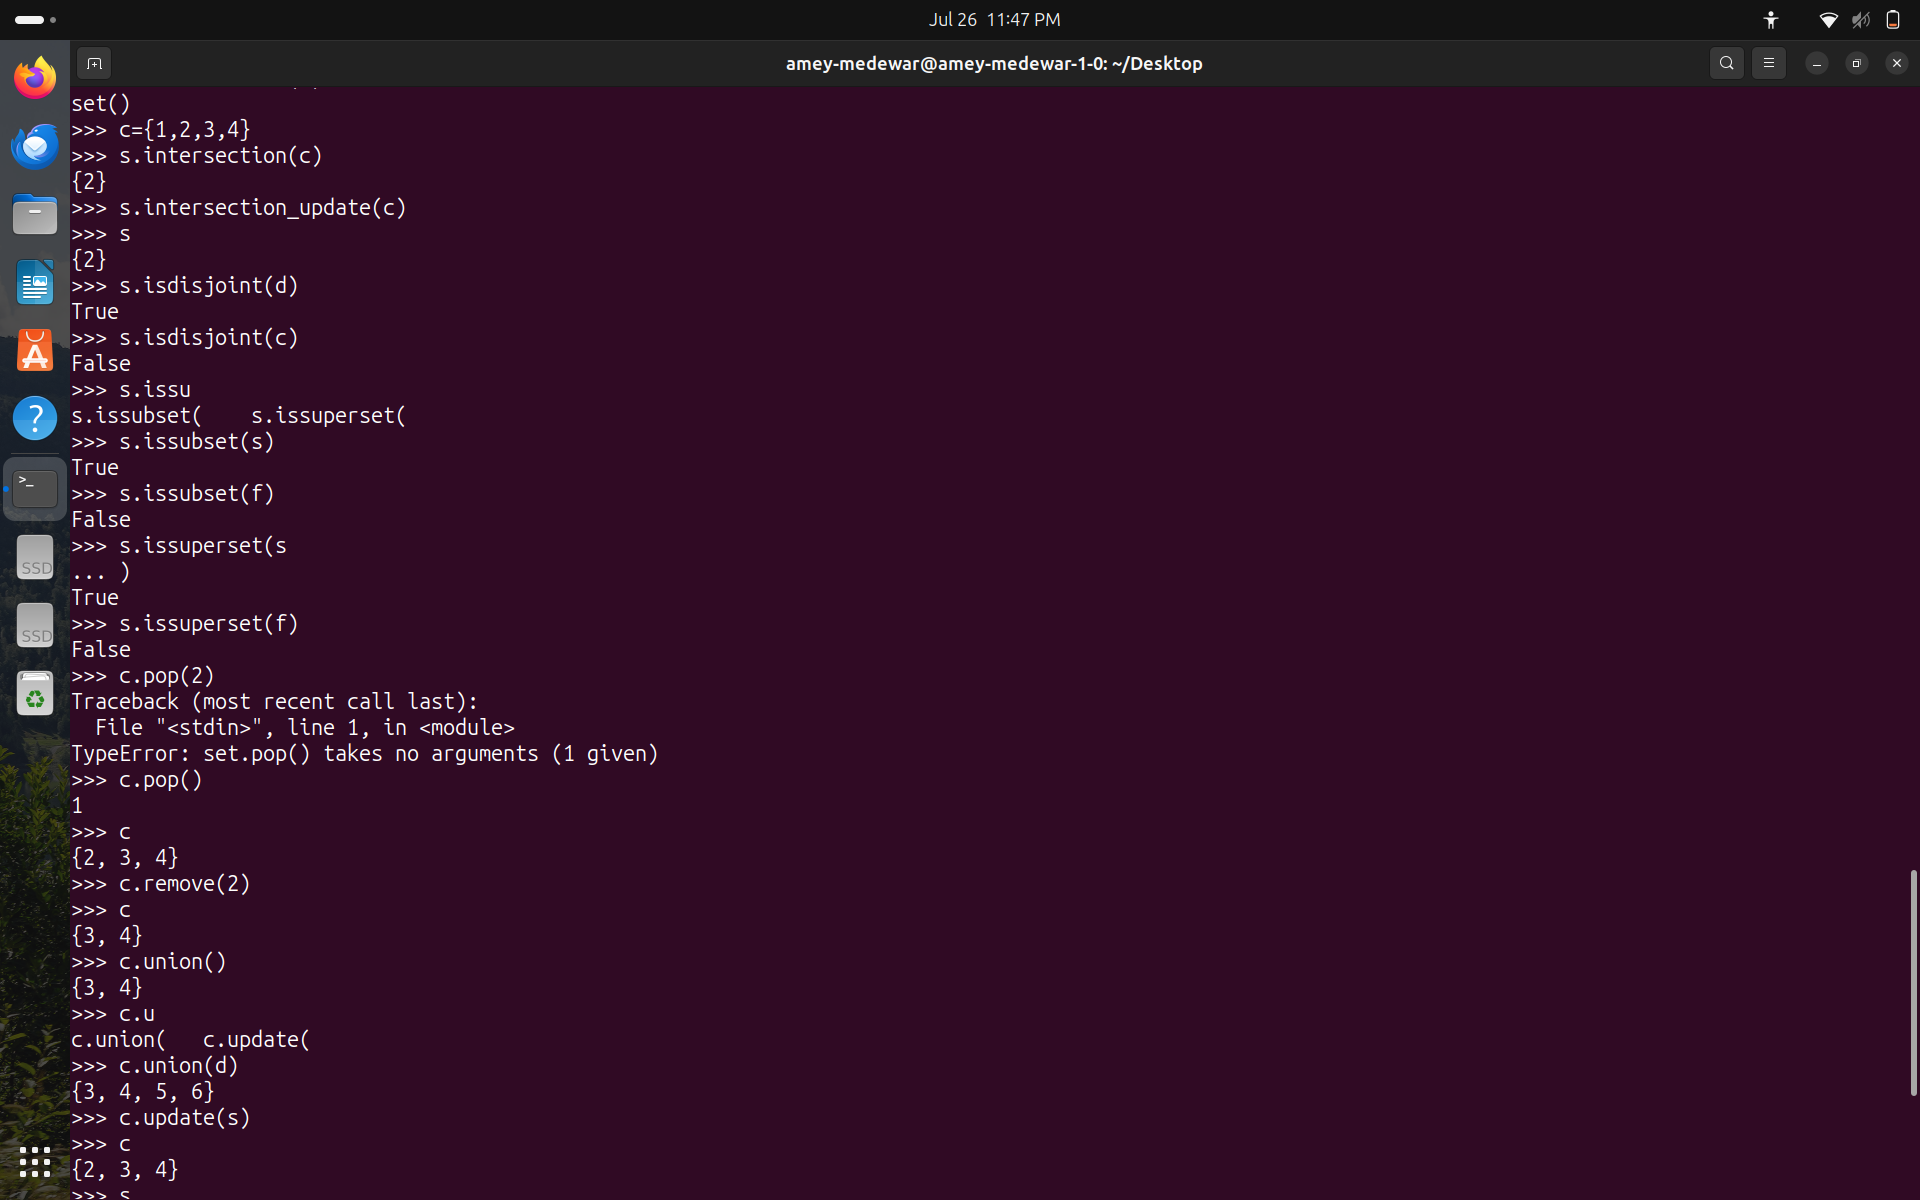 Jul 26  11:47 PM
amey-medewar@amey-medewar-1-0: ~/Desktop
set()
>>> c={1,2,3,4}
>>> s.intersection(c)
{2}
>>> s.intersection_update(c)
>>> s
{2}
>>> s.isdisjoint(d)
True
>>> s.isdisjoint(c)
False
>>> s.issu
s.issubset(    s.issuperset(
>>> s.issubset(s)
True
>>> s.issubset(f)
False
>>> s.issuperset(s
... )
True
>>> s.issuperset(f)
False
>>> c.pop(2)
Traceback (most recent call last):
  File "<stdin>", line 1, in <module>
TypeError: set.pop() takes no arguments (1 given)
>>> c.pop()
1
>>> c
{2, 3, 4}
>>> c.remove(2)
>>> c
{3, 4}
>>> c.union()
{3, 4}
>>> c.u
c.union(   c.update(
>>> c.union(d)
{3, 4, 5, 6}
>>> c.update(s)
>>> c
{2, 3, 4}
>>> s
SSD
SSD